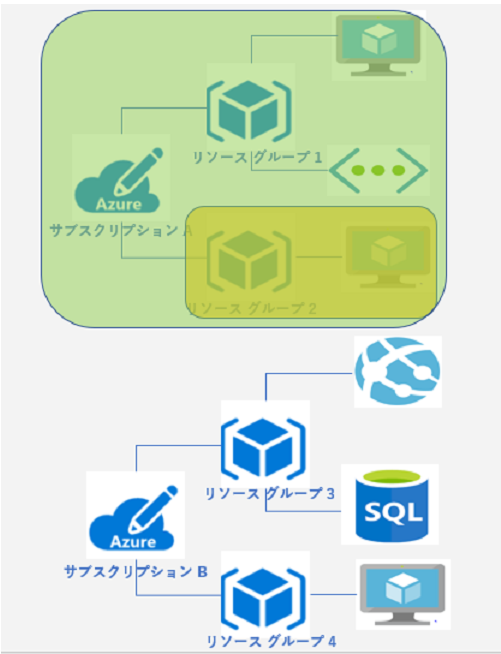 リソース グループ 1
Azure
サブスクリプション A
リソース グループ 2
リソース グループ 3
SQL
Azure
サブスクリプション B
リソース グループ 4